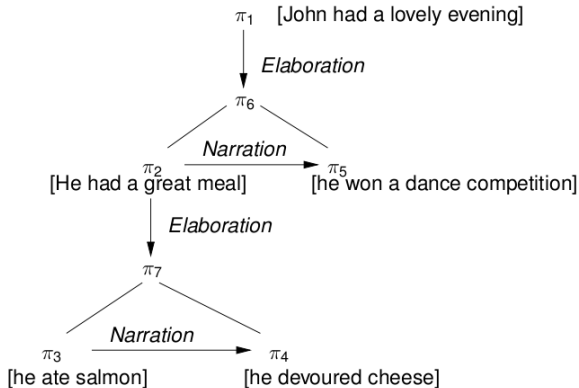 π1 [John had a lovely evening]
Elaboration
π6
Narration
π2 π5
[He had a great meal] [he won a dance competition]
Elaboration
π7
Narration
π3 π4
[he ate salmon] [he devoured cheese]